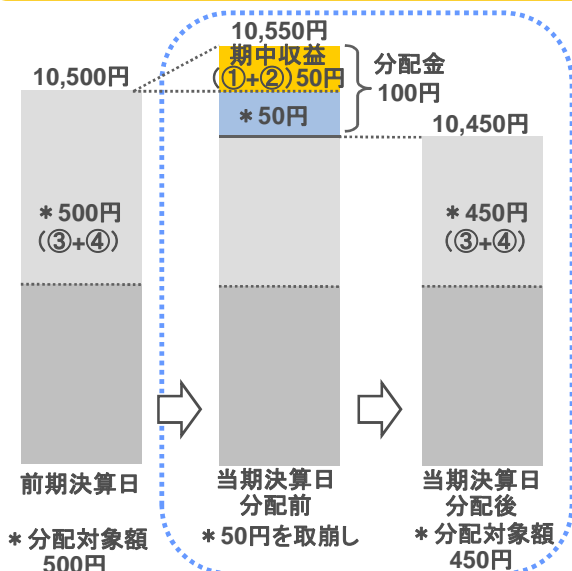 10,550円
期中収益
(①+②)50円
分配金
100円
10,500円
＊50円
10,450円
＊500円
(③+④)
＊450円
(③+④)
前期決算日
当期決算日
分配前
当期決算日
分配後
＊分配対象額
500円
＊50円を取崩し
＊分配対象額
450円